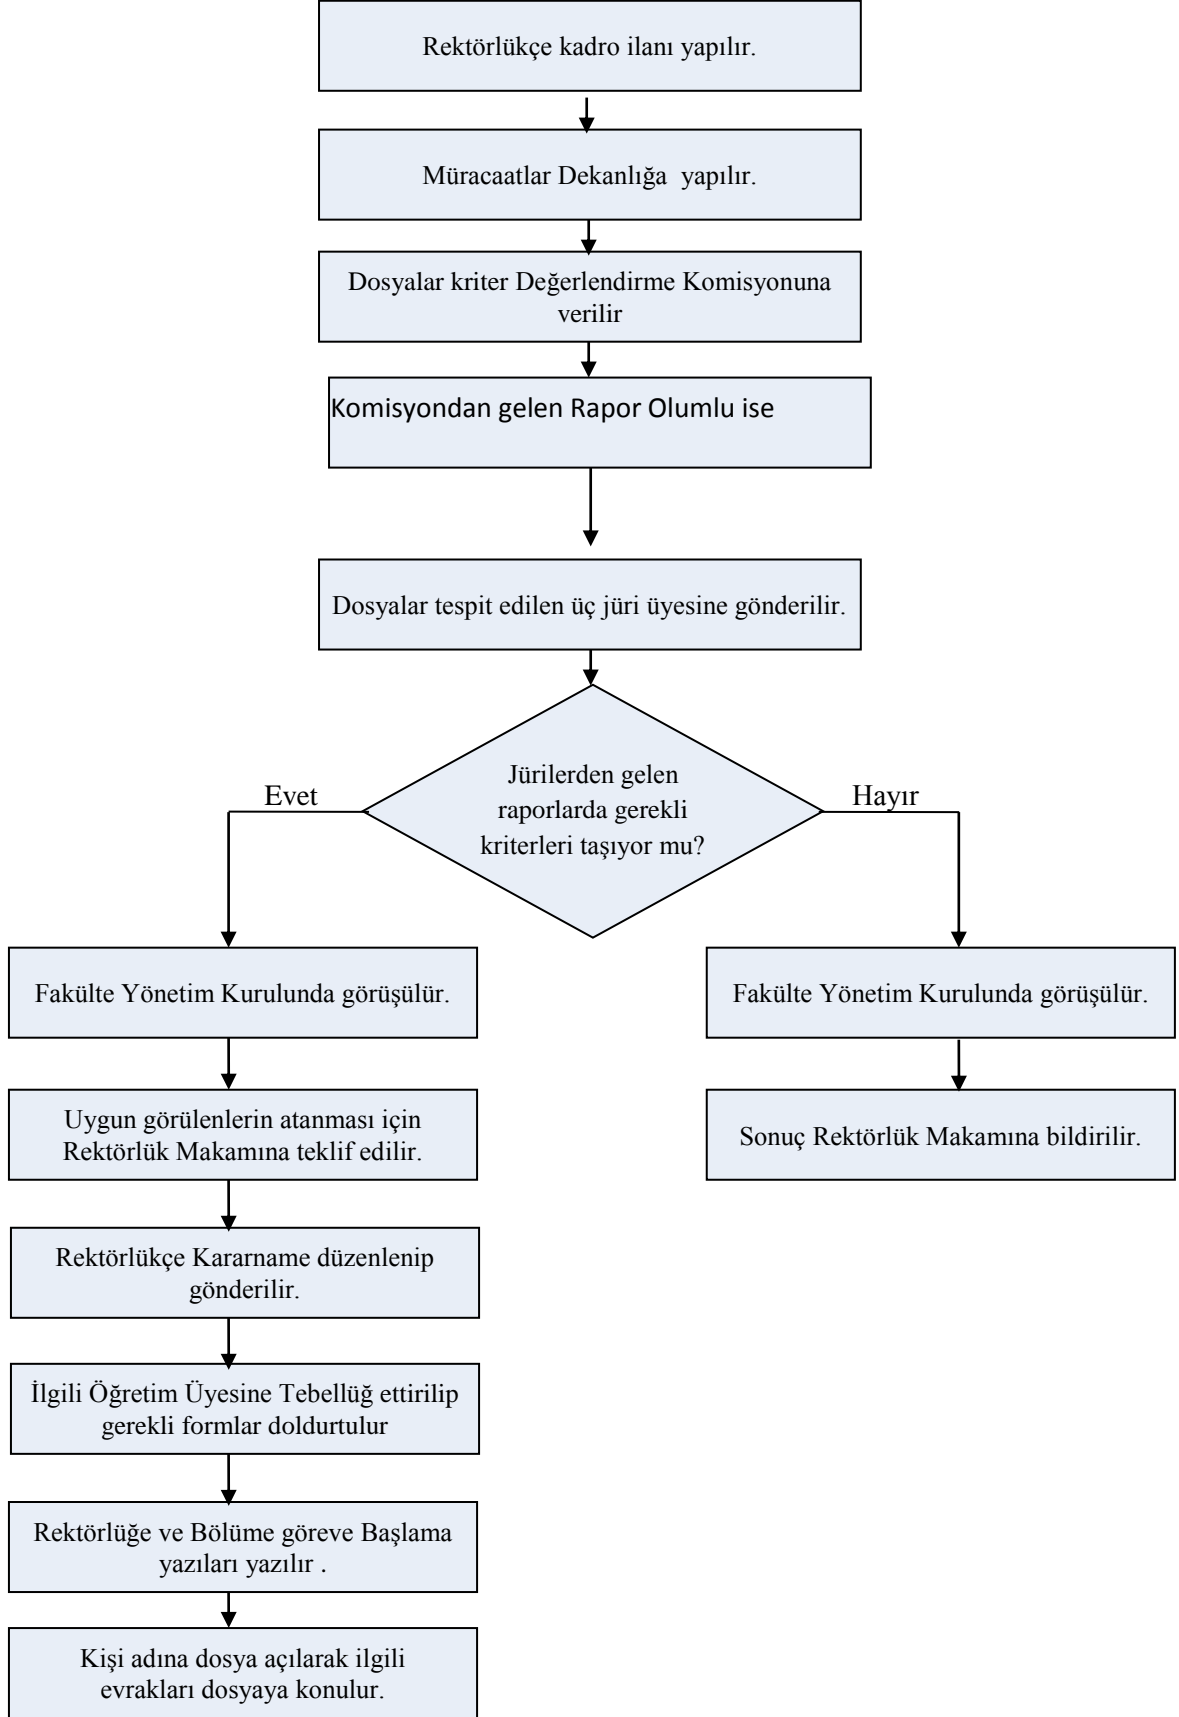 Rektörlükçe kadro ilanı yapılır.
Müracaatlar Dekanlığa  yapılır.
Dosyalar kriter Değerlendirme Komisyonuna
verilir
Komisyondan gelen Rapor Olumlu ise
Dosyalar tespit edilen üç jüri üyesine gönderilir.
Jürilerden gelen
raporlarda gerekli
kriterleri taşıyor mu?
Evet
Hayır
Fakülte Yönetim Kurulunda görüşülür.
Uygun görülenlerin atanması için
Rektörlük Makamına teklif edilir.
Rektörlükçe Kararname düzenlenip
gönderilir.
İlgili Öğretim Üyesine Tebellüğ ettirilip
gerekli formlar doldurtulur
Rektörlüğe ve Bölüme göreve Başlama
yazıları yazılır .
Kişi adına dosya açılarak ilgili
evrakları dosyaya konulur.
Fakülte Yönetim Kurulunda görüşülür.
Sonuç Rektörlük Makamına bildirilir.